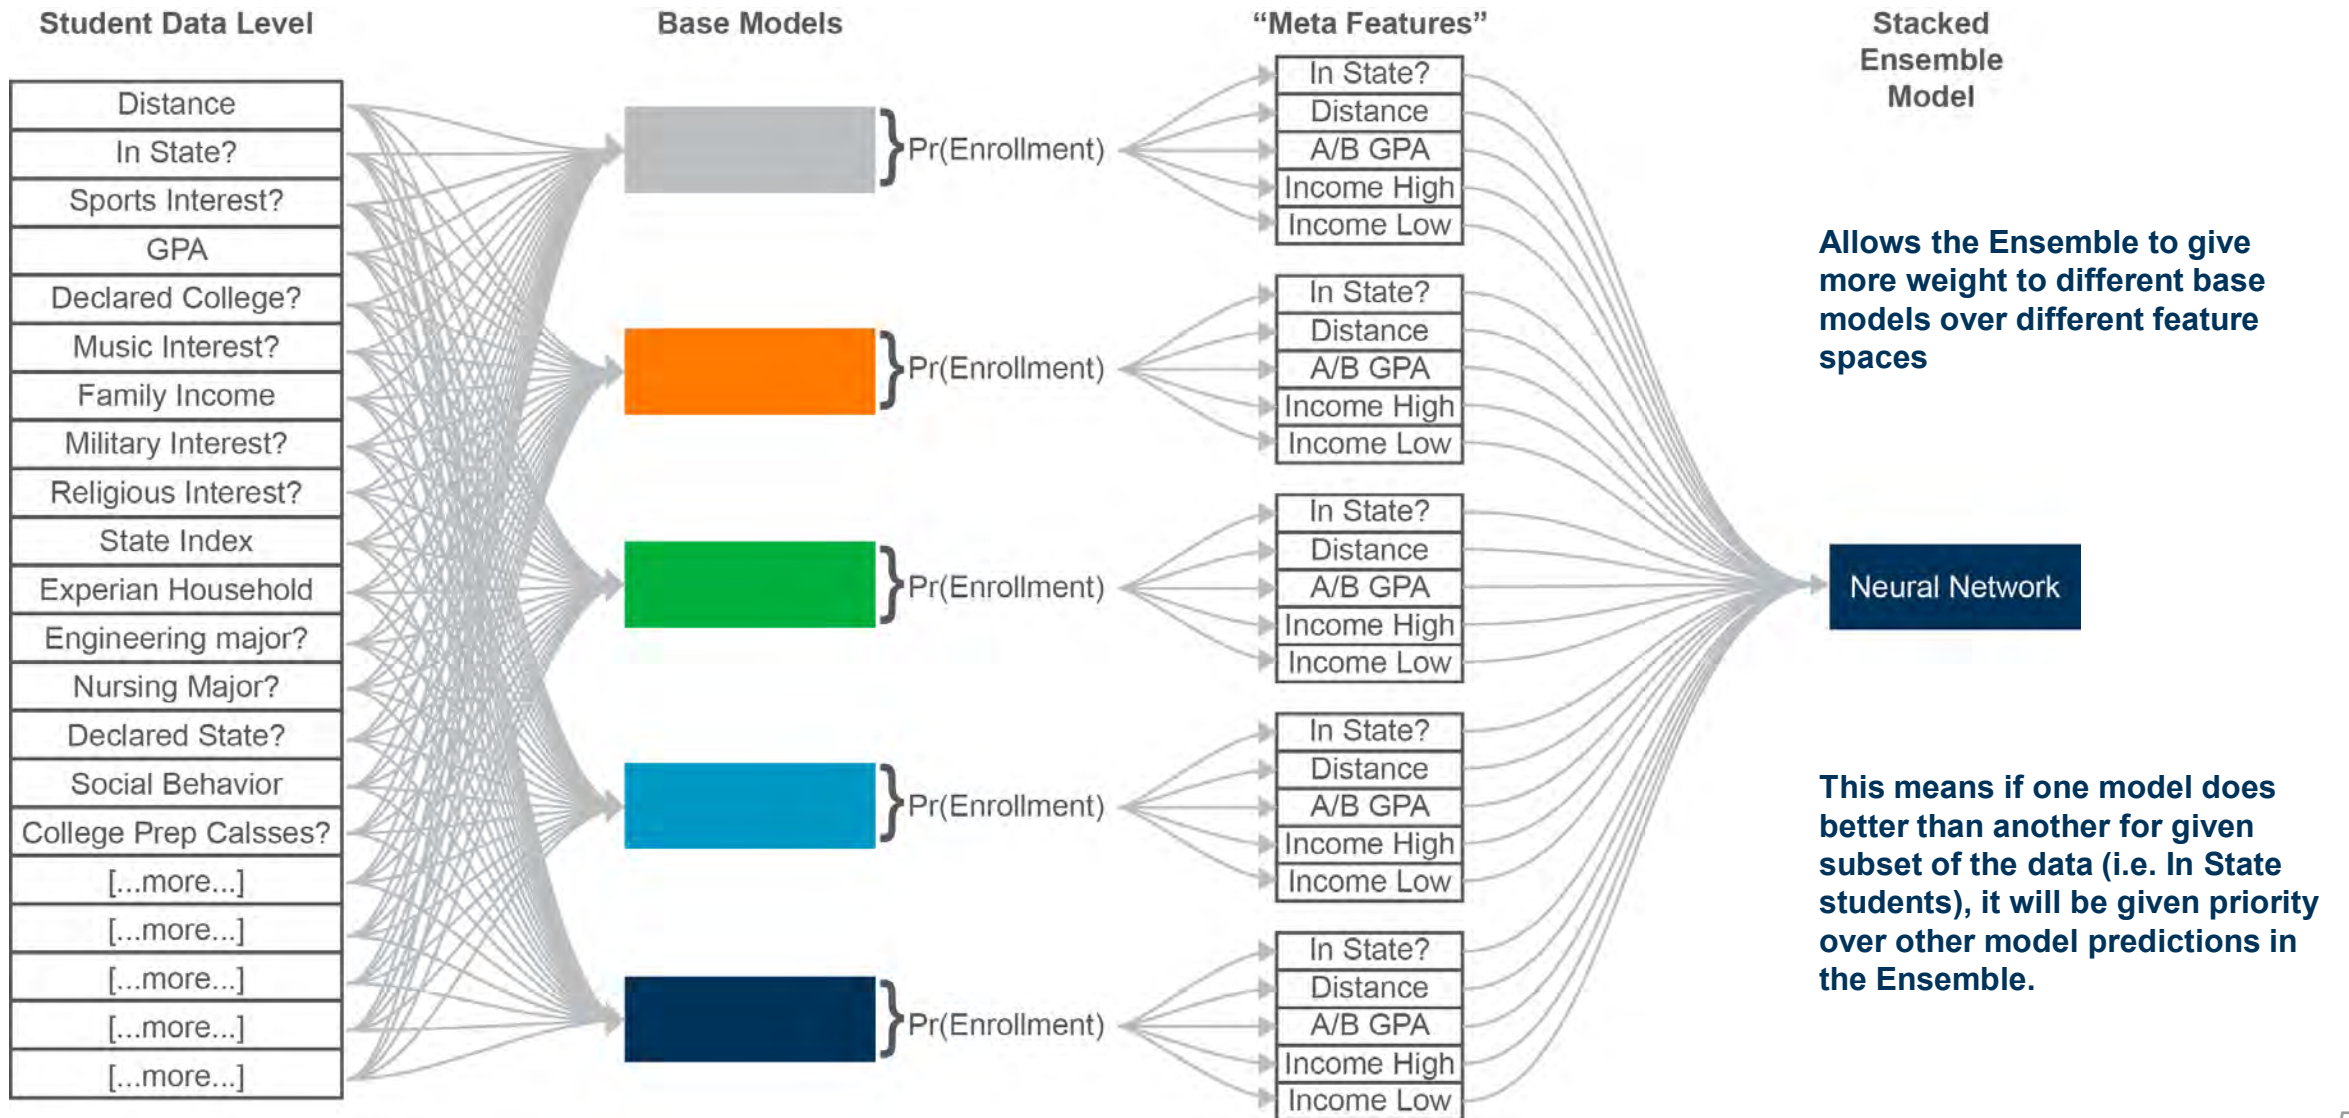 Student Data Level
Distance
In State?
Sports Interest?
GPA
Declared College?
Music Interest?
Family Income
Military Interest?
Religious Interest?
State Index
Experian Household
Engineering major?
Nursing Major?
Declared State?
Social Behavior
College Prep Calsses?
[...more...]
[...more...]
[...more...]
[...more...]
[...more...]
Base Models
}Pr(Enrollment)
}Pr(Enrollment)
}Pr(Enrollment)
}Pr(Enrollment)
}Pr(Enrollment)
“Meta Features”
In State?
Distance
A/B GPA
Income High
Income Low
In State?
Distance
A/B GPA
Income High
Income Low
In State?
Distance
A/B GPA
Income High
Income Low
In State?
Distance
A/B GPA
Income High
Income Low
In State?
Distance
A/B GPA
Income High
Income Low
Stacked
Ensemble
Model
Allows the Ensemble to give
more weight to different base
models over different feature
spaces
Neural Network
This means if one model does
better than another for given
subset of the data (i.e. In State
students), it will be given priority
over other model predictions in
the Ensemble.